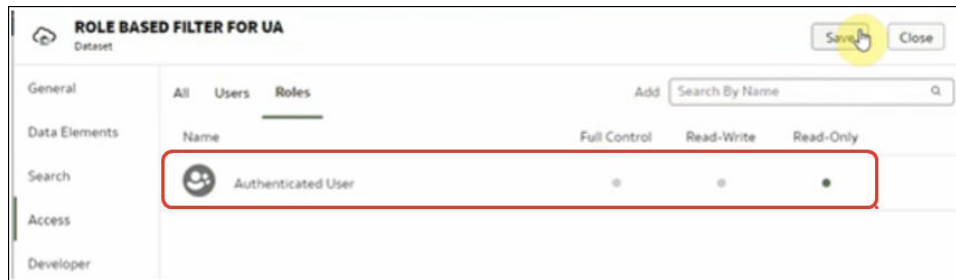 ROLE BASED FILTER FOR UA
Dataset
Save
Close
General
Data Elements
Search
Access
Developer
All Users Roles
Add Search By Name
Name Full Control Read-Write Read-Only
Authenticated User